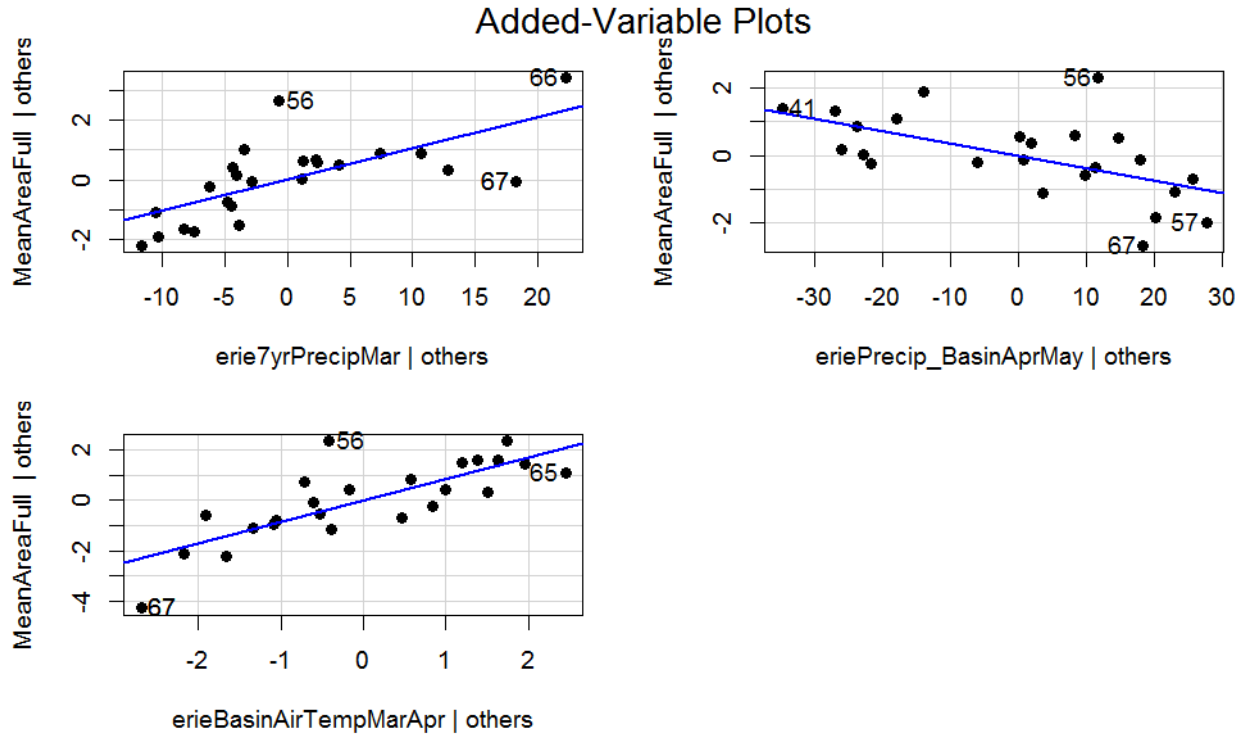 Added-Variable Plots
MeanAreaFull | others
2
0
-2
66
56
67
-10 -5 0 5 10 15 20
erie7yrPrecipMar | others
MeanAreaFull | others
2
0
-2
56
41
57
67
-30 -20 -10 0 10 20 30
eriePrecip_BasinAprMay | others
MeanAreaFull | others
2
0
-2
-4
56
65
67
-2 -1 0 1 2
erieBasinAirTempMarApr | others